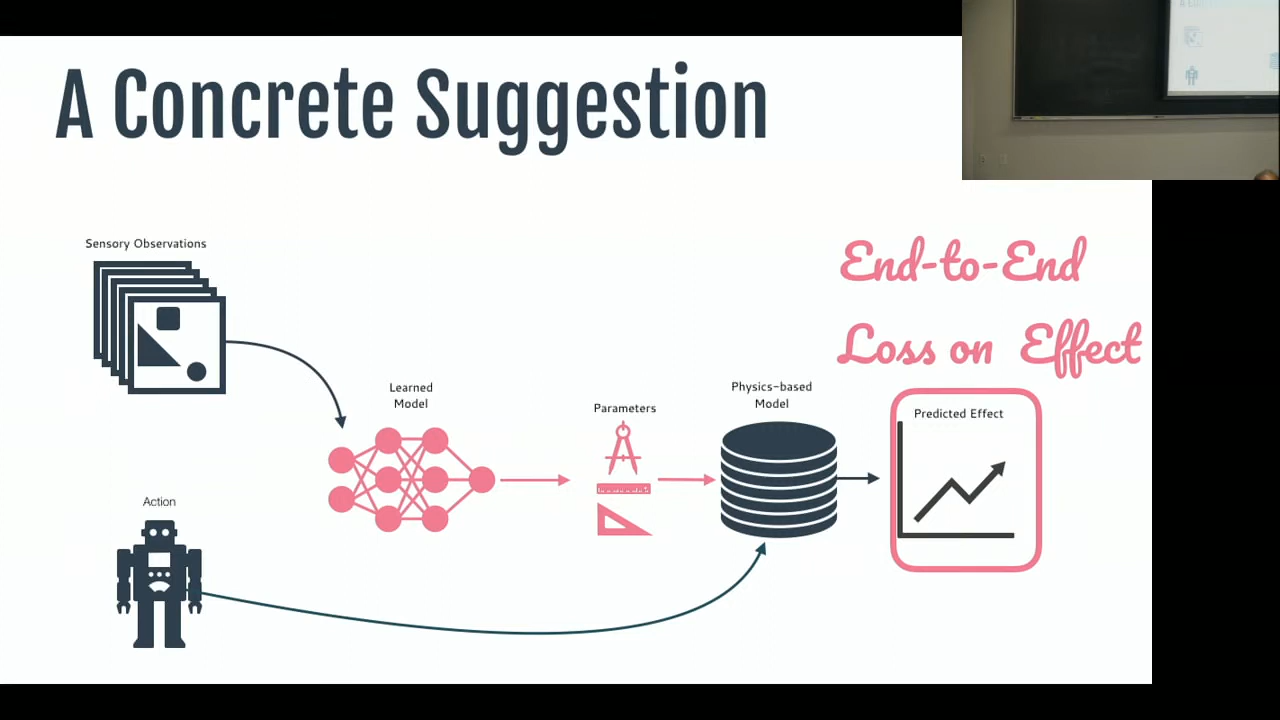 A Concrete Suggestion
Sensory Observations
End-to-End
Loss on Effect
Learned
Model
Parameters
Physics-based
Model
Predicted Effect
Action